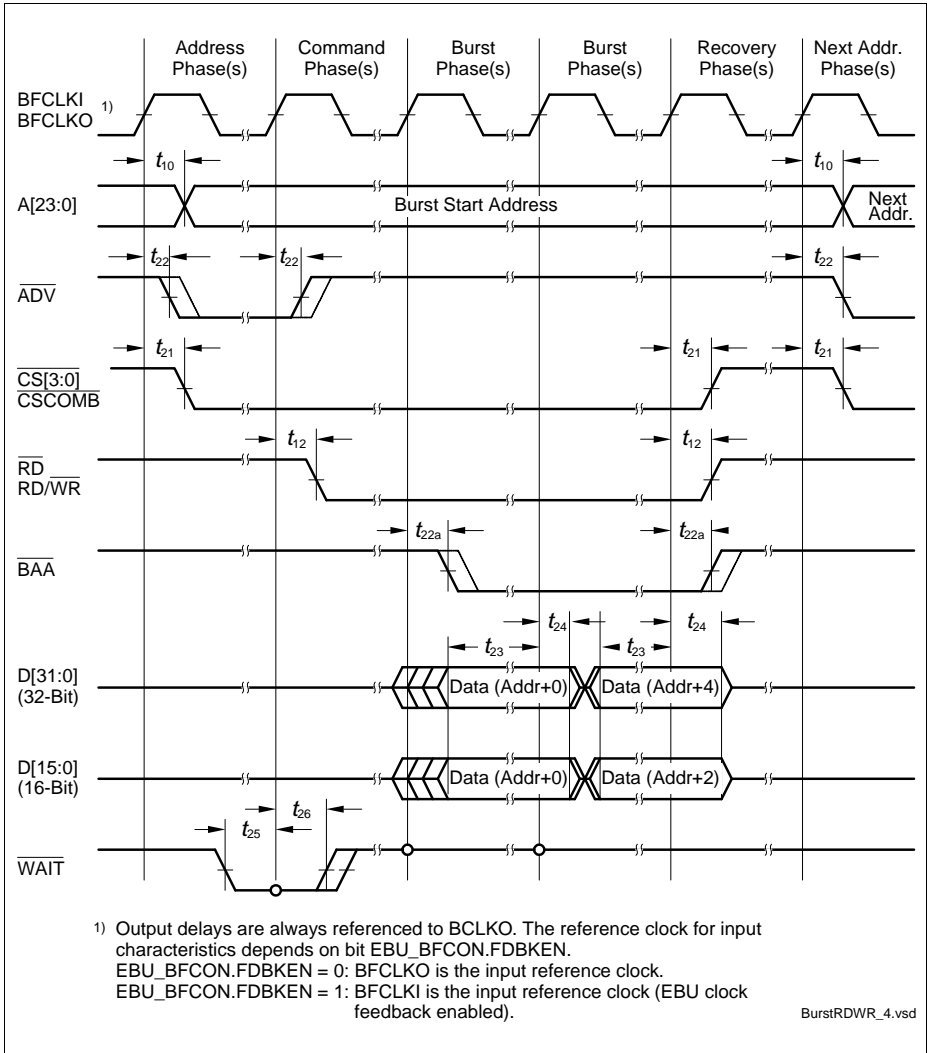 Address Phase(s)
Command Phase(s)
Burst Phase(s)
Burst Phase(s)
Recovery Phase(s)
Next Addr. Phase(s)
BFCLKI
BFCLKO 1)
t10
t10
A[23:0]
Burst Start Address
Next Addr.
t22
t22
t22
ADV
t21
t21
t21
CS[3:0]
CSCOMB
t12
t12
RD
RD/WR
t22a
t22a
BAA
t24
t24
t23
t23
D[31:0]
(32-Bit)
Data (Addr+0)
Data (Addr+4)
D[15:0]
(16-Bit)
Data (Addr+0)
Data (Addr+2)
t26
t25
WAIT
1) Output delays are always referenced to BCLKO. The reference clock for input
characteristics depends on bit EBU_BFCON.FDBKEN.
EBU_BFCON.FDBKEN = 0: BFCLKO is the input reference clock.
EBU_BFCON.FDBKEN = 1: BFCLKI is the input reference clock (EBU clock
feedback enabled).
BurstRDWR_4.vsd